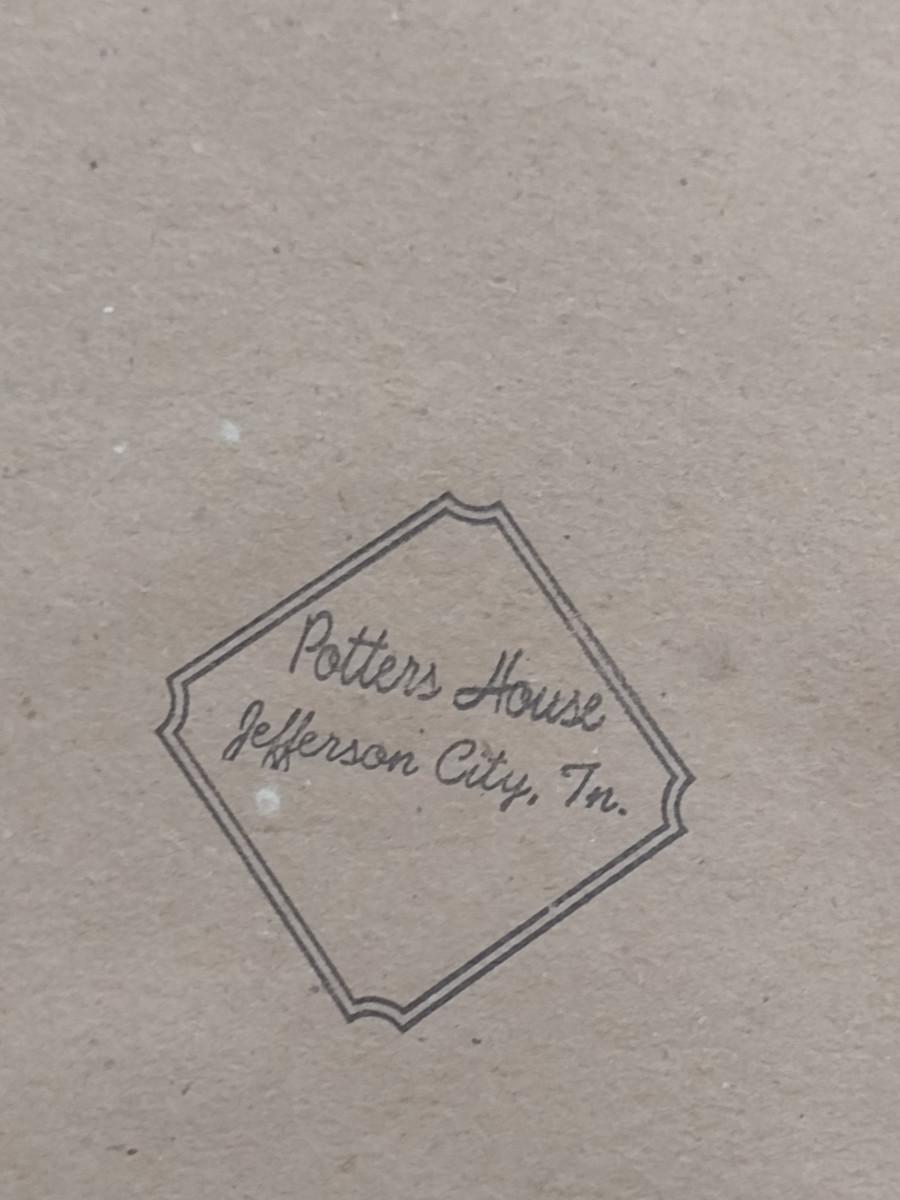 Potters House
Jefferson City, Tn.